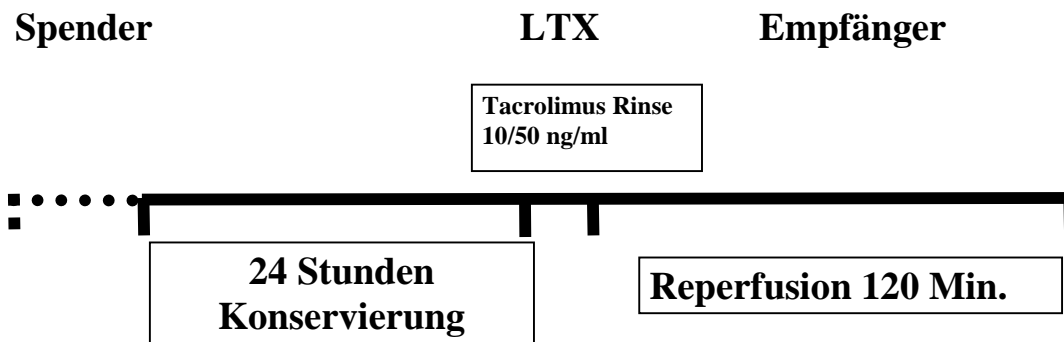 Spender LTX Empfänger
Tacrolimus Rinse
10/50 ng/ml
24 Stunden
Konservierung
Reperfusion 120 Min.